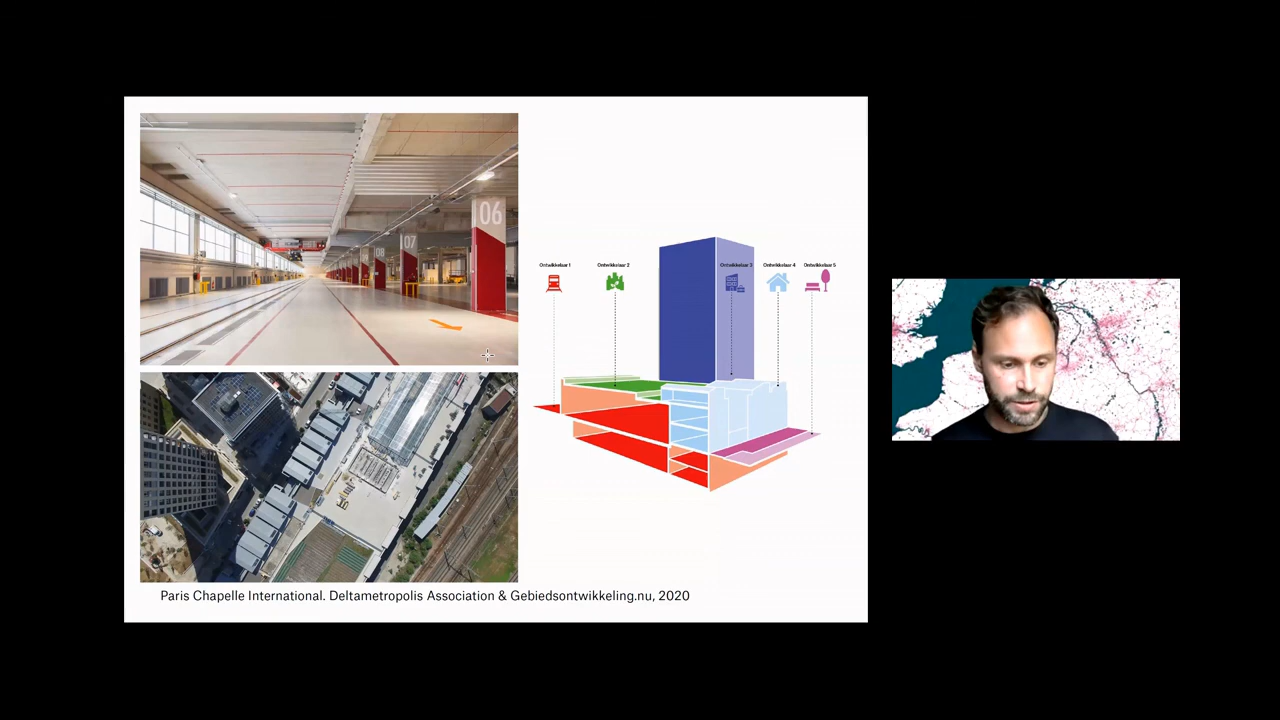 06
07
08
Ontwikkelaar 1
Ontwikkelaar 2
Ontwikkelaar 3
Ontwikkelaar 4
Ontwikkelaar 5
Paris Chapelle International. Deltametropolis Association & Gebiedsontwikkeling.nu, 2020